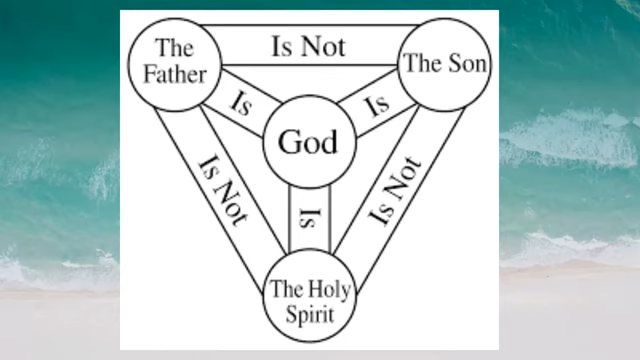 The
Father
Is Not
The Son
Is
Is
God
Is Not
Is
Is Not
The Holy
Spirit